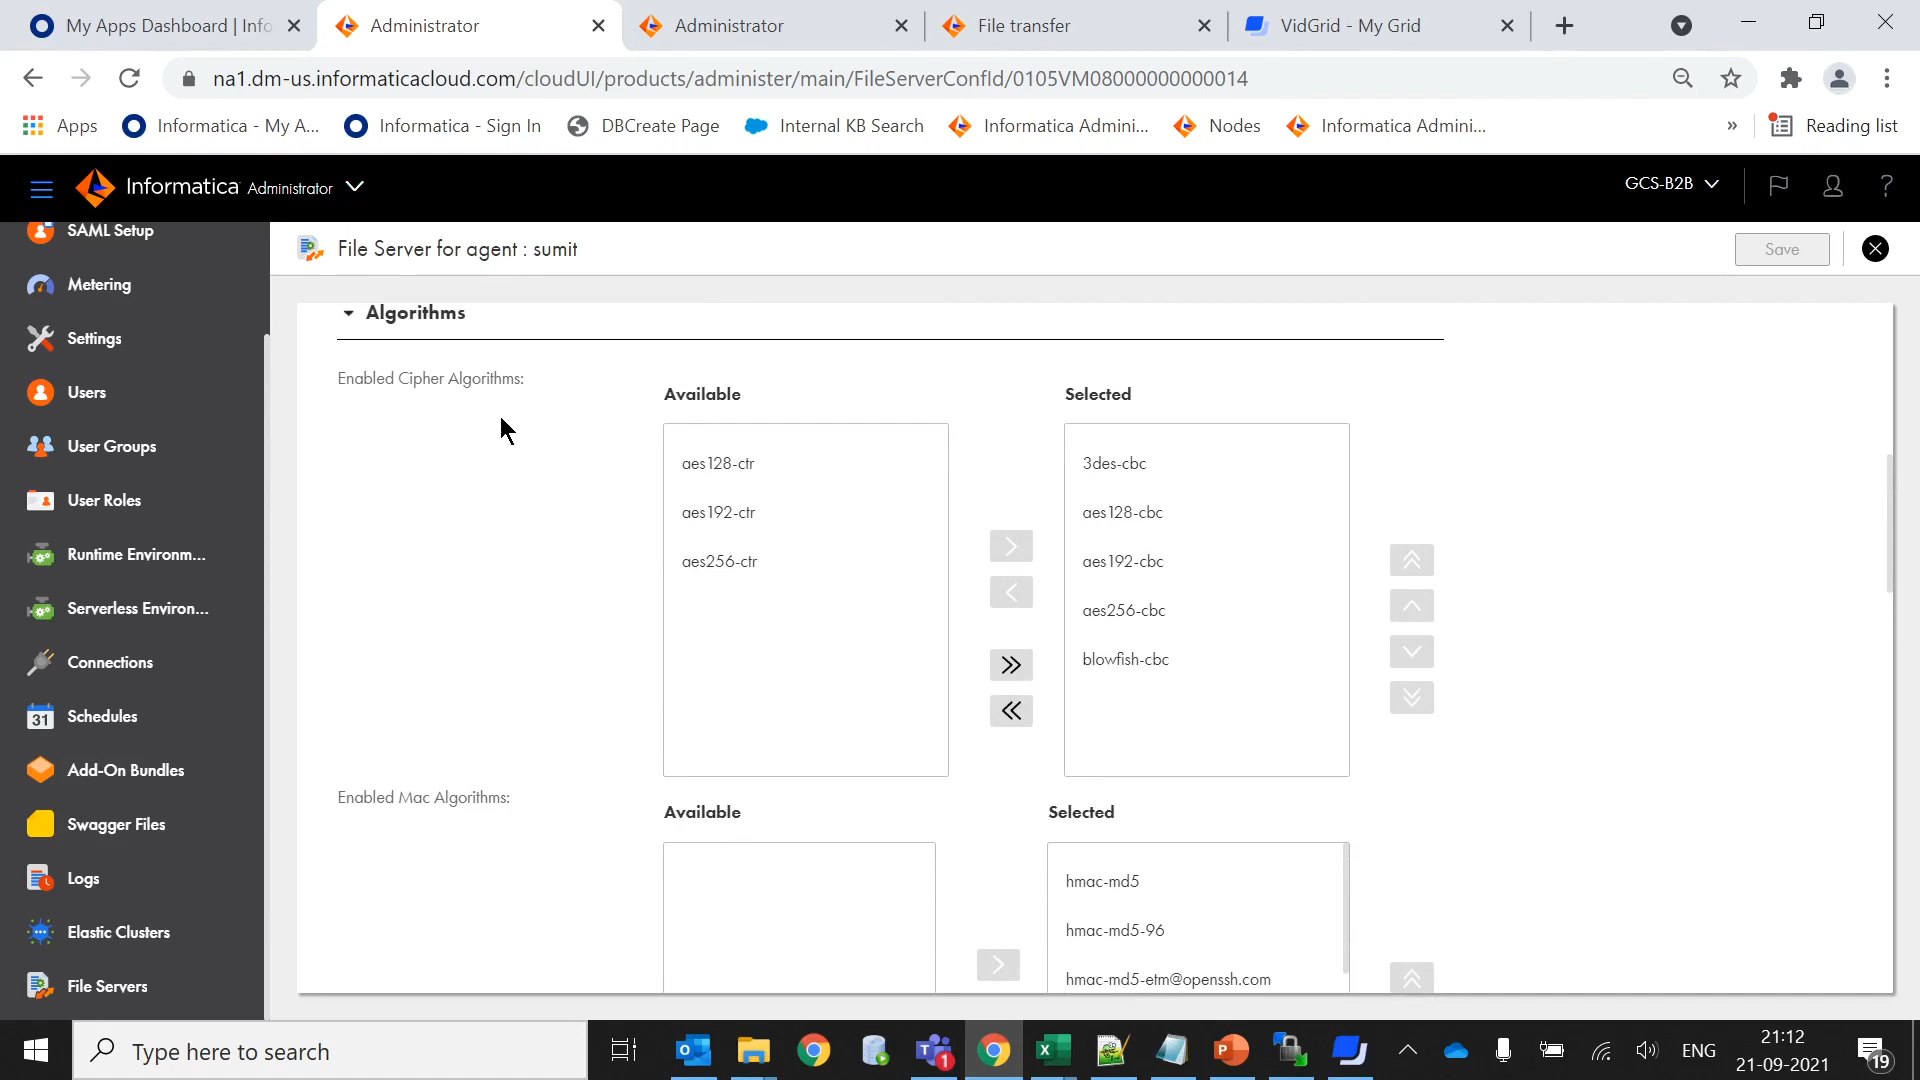 My Apps Dashboard | Info
Administrator
Administrator
File transfer
VidGrid - My Grid
na1.dm-us.informaticacloud.com/cloudUI/products/administer/main/FileServerConfId/0105VM08000000000014
Apps
Informatica - My A...
Informatica - Sign In
DBCreate Page
Internal KB Search
Informatica Admini...
Nodes
Informatica Admini...
»
Reading list
Informatica Administrator
GCS-B2B
?
SAML Setup
Metering
Settings
Users
User Groups
User Roles
Runtime Environm...
Serverless Environ...
Connections
31
Schedules
Add-On Bundles
Swagger Files
Logs
Elastic Clusters
File Servers
File Server for agent : sumit
Save
Algorithms
Enabled Cipher Algorithms:
Available
Selected
aes128-ctr
aes192-ctr
aes256-ctr
3des-cbc
aes128-cbc
aes192-cbc
aes256-cbc
blowfish-cbc
Enabled Mac Algorithms:
Available
Selected
hmac-md5
hmac-md5-96
hmac-md5-etm@openssh.com
Type here to search
1
ENG
21:12
21-09-2021
19